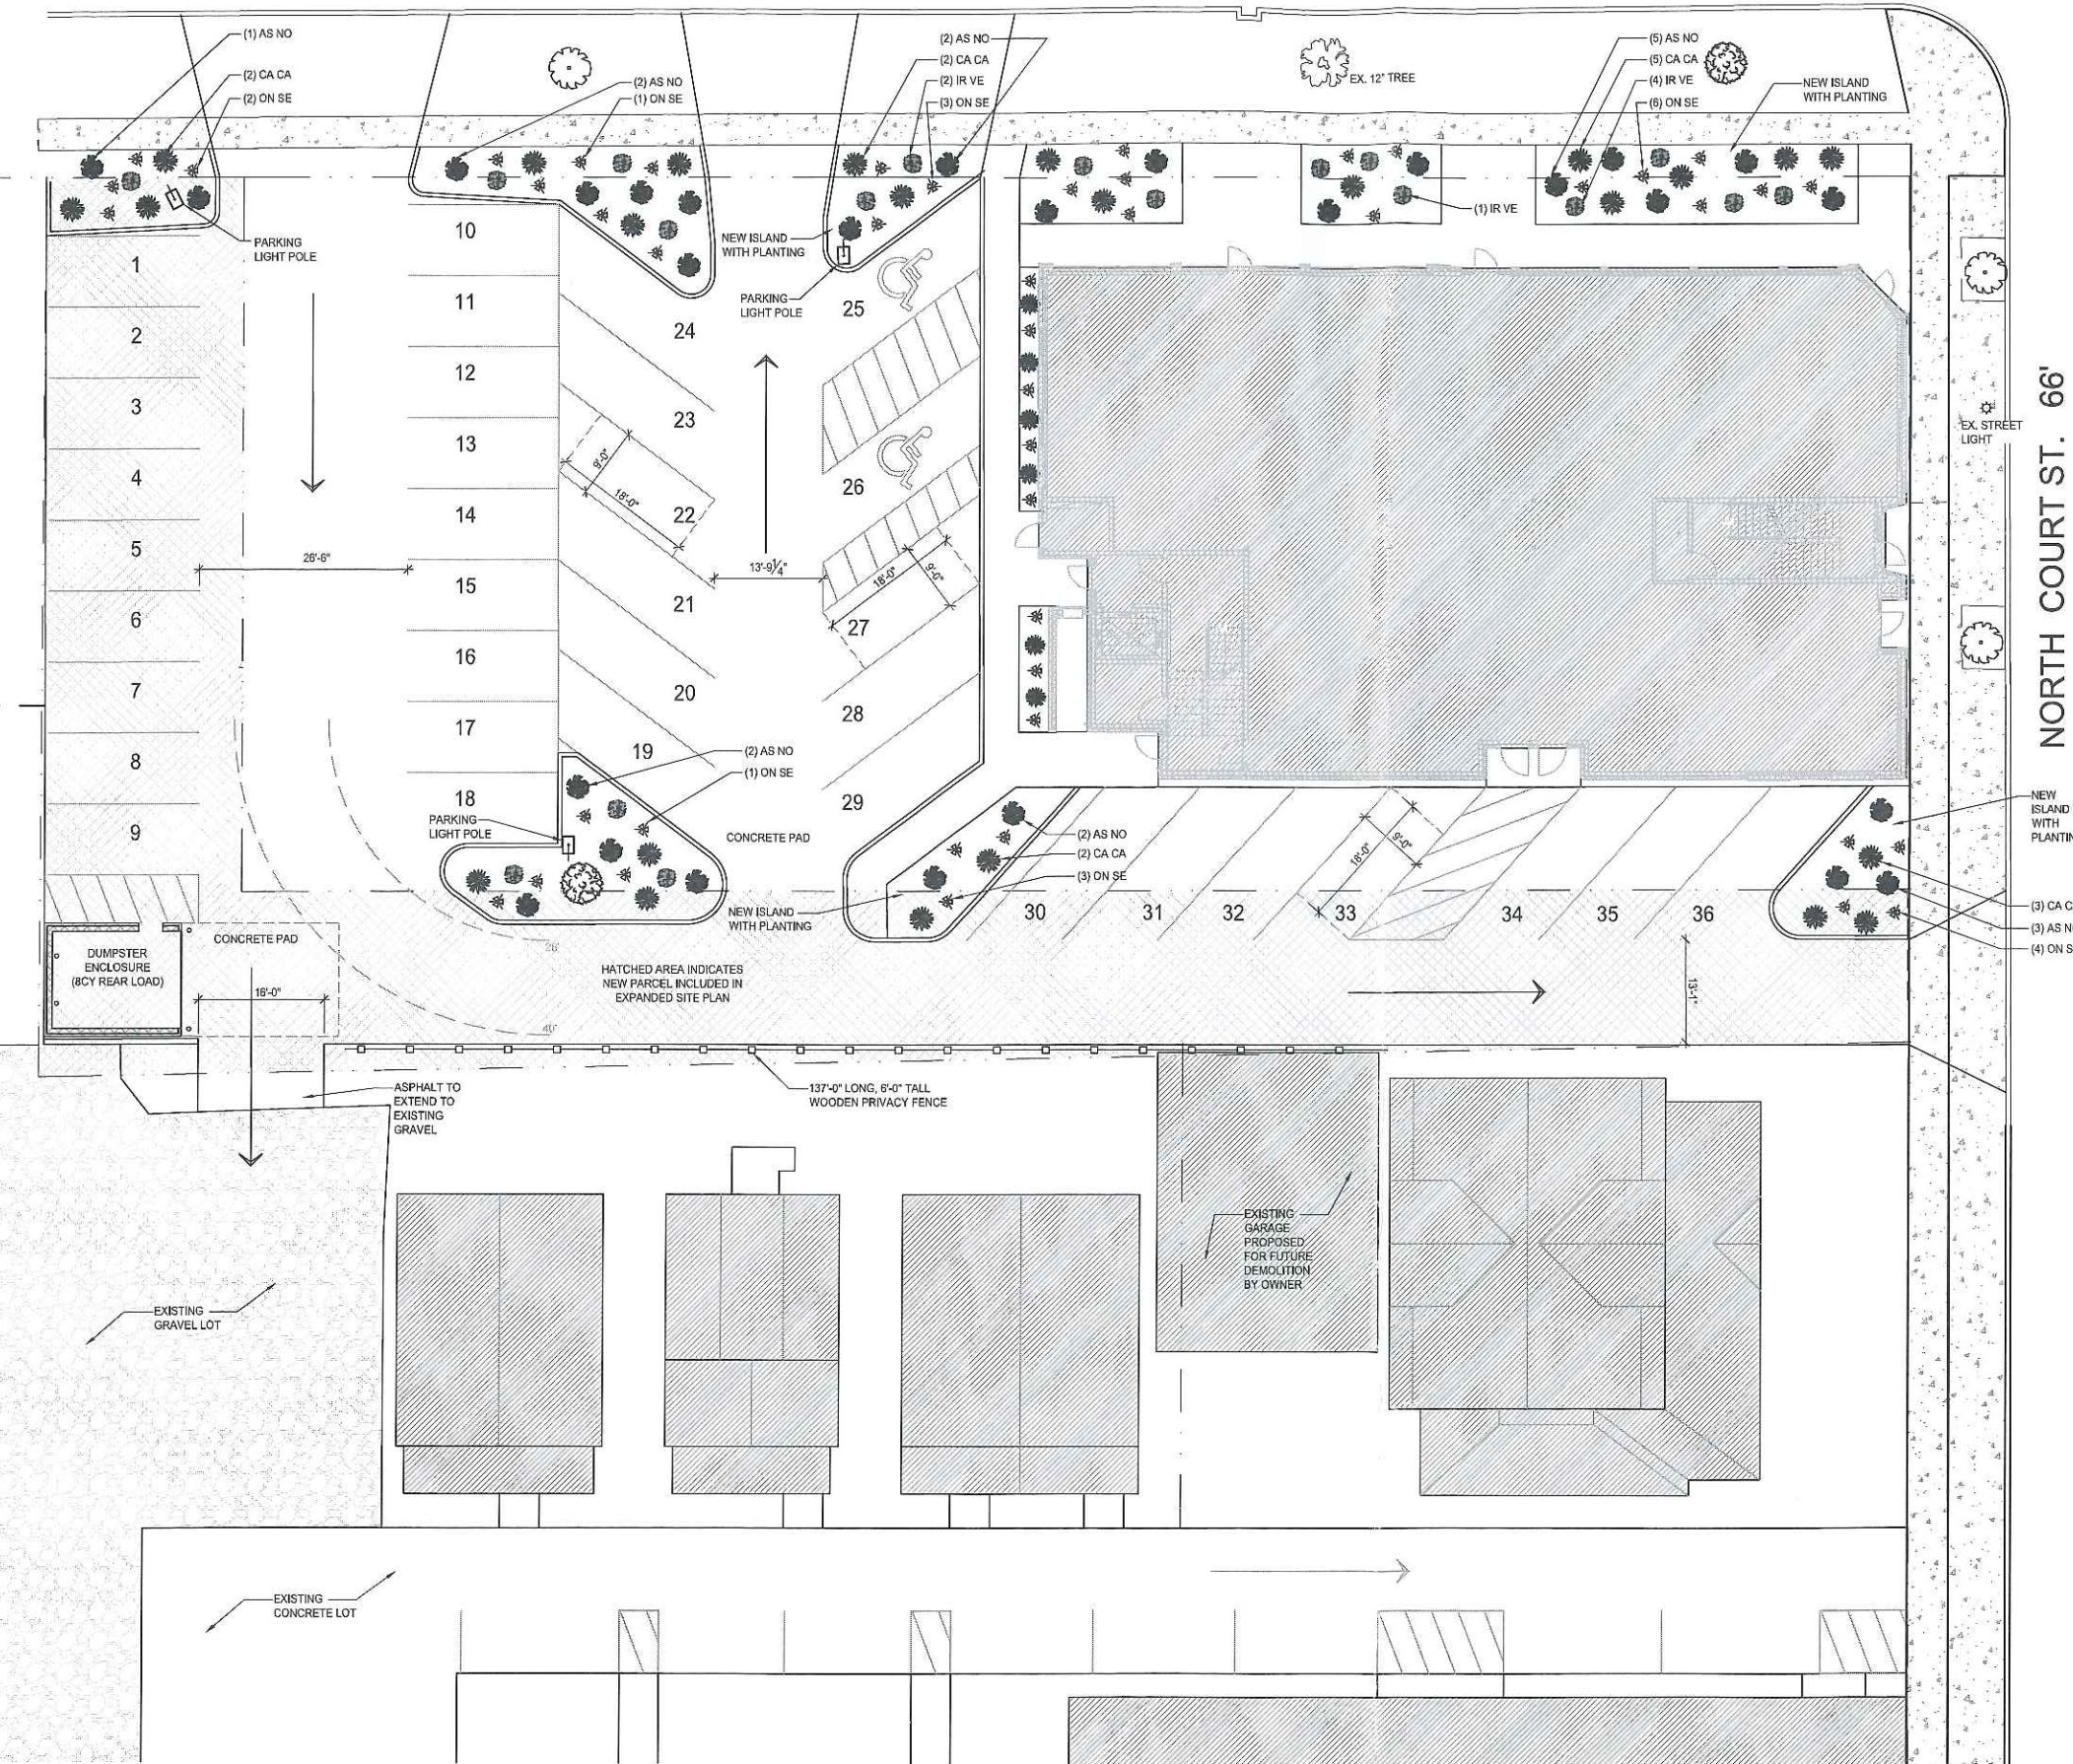 (1) AS NO
(2) CA CA
(2) ON SE
(2) AS NO
(1) ON SE
(2) AS NO
(2) CA CA
(2) IR VE
(3) ON SE
EX. 12" TREE
(5) AS NO
(5) CA CA
(4) IR VE
(6) ON SE
NEW ISLAND
WITH PLANTING
(1) IR VE
PARKING
LIGHT POLE
NEW ISLAND
WITH PLANTING
PARKING
LIGHT POLE
1
2
3
4
5
6
7
8
9
10
11
12
13
14
15
16
17
18
24
23
22
21
20
19
25
26
27
28
29
26'-6"
9'-0"
18'-0"
13'-9¼"
18'-0"
9'-0"
EX. STREET
LIGHT
NORTH COURT ST. 66'
(2) AS NO
(1) ON SE
PARKING
LIGHT POLE
CONCRETE PAD
NEW ISLAND
WITH PLANTING
(2) AS NO
(2) CA CA
(3) ON SE
18'-0"
9'-0"
30
31
32
33
34
35
36
NEW
ISLAND
WITH
PLANTIN
(3) CA C
(3) AS N
(4) ON S
13'-1"
DUMPSTER
ENCLOSURE
(8CY REAR LOAD)
CONCRETE PAD
16'-0"
26'
40'
HATCHED AREA INDICATES
NEW PARCEL INCLUDED IN
EXPANDED SITE PLAN
ASPHALT TO
EXTEND TO
EXISTING
GRAVEL
137'-0" LONG, 6'-0" TALL
WOODEN PRIVACY FENCE
EXISTING
GARAGE
PROPOSED
FOR FUTURE
DEMOLITION
BY OWNER
EXISTING
GRAVEL LOT
EXISTING
CONCRETE LOT